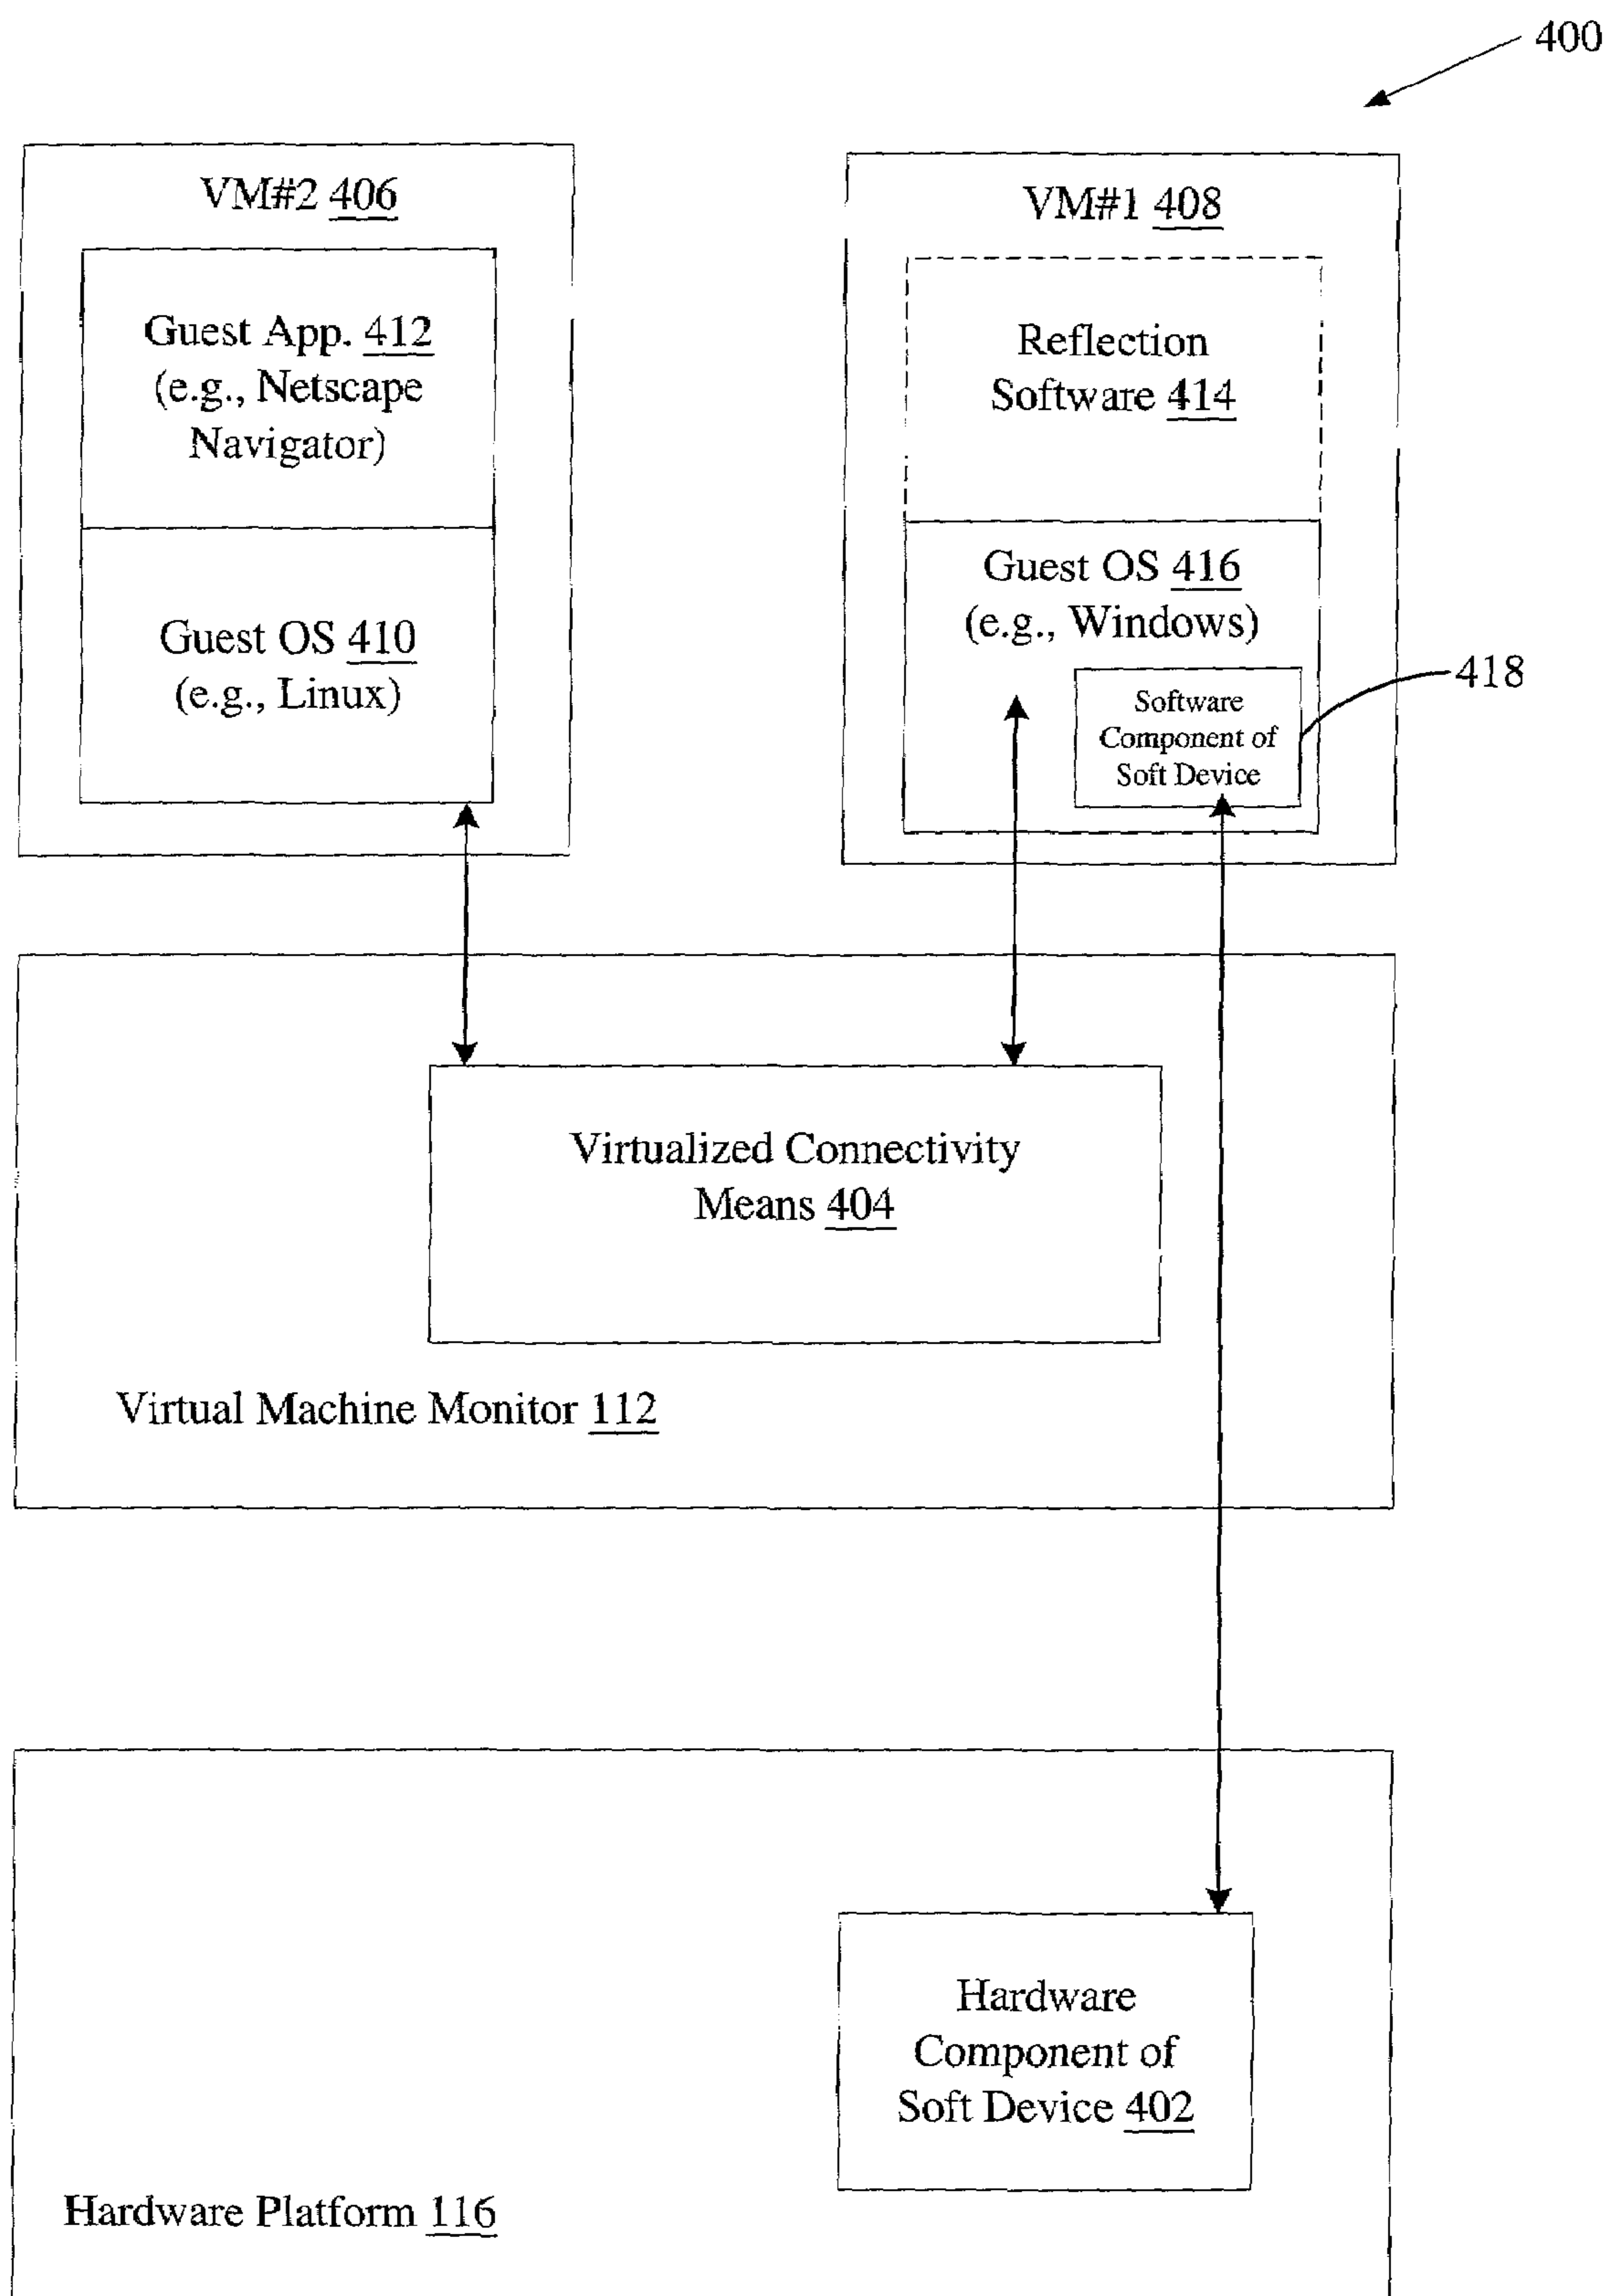 400
VM#2 406
Guest App. 412
(e.g., Netscape
Navigator)
Guest OS 410
(e.g., Linux)
VM#1 408
Reflection
Software 414
Guest OS 416
(e.g., Windows)
Software
Component of
Soft Device
418
Virtualized Connectivity
Means 404
Virtual Machine Monitor 112
Hardware
Component of
Soft Device 402
Hardware Platform 116